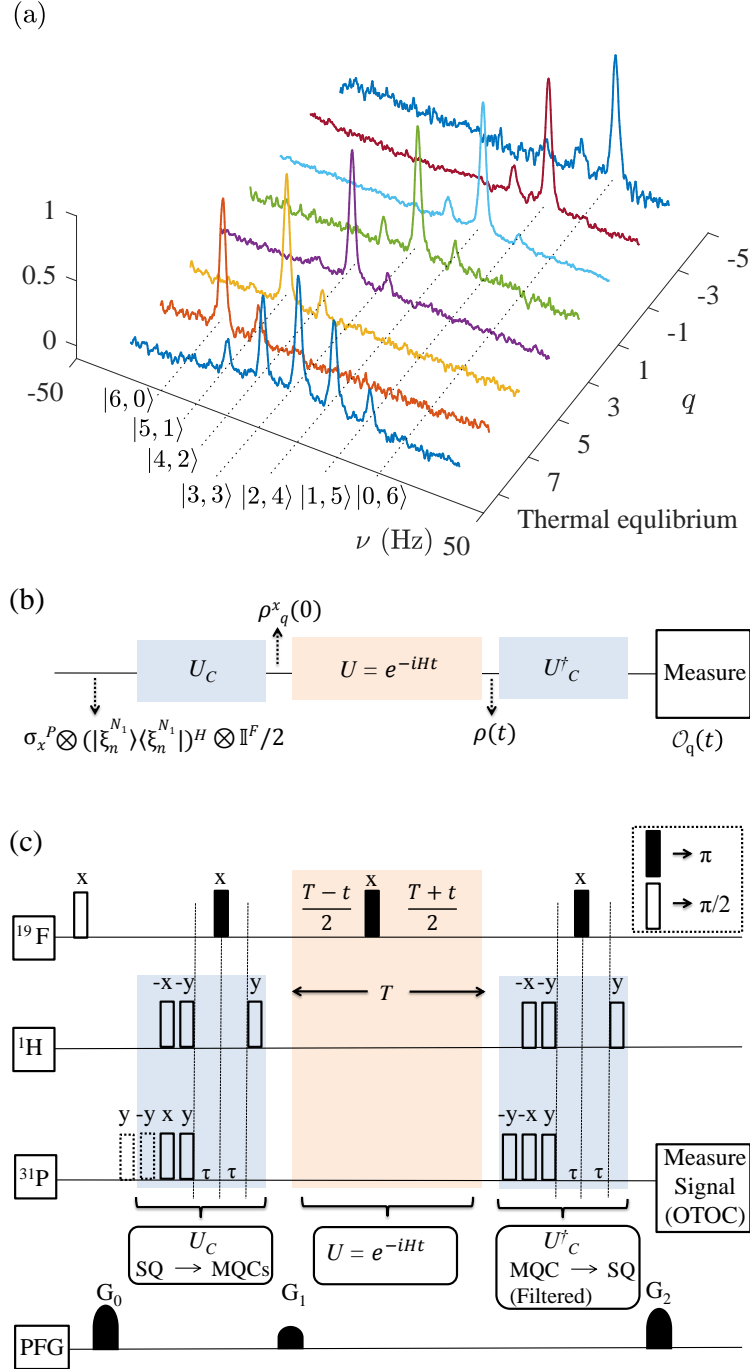 (a)
1
0.5
0
-50
|6, 0⟩
|5, 1⟩
|4, 2⟩
|3, 3⟩ |2, 4⟩ |1, 5⟩ |0, 6⟩
ν (Hz)
50
-5
-3
-1
1
3
5
7
q
Thermal equlibrium
(b)
ρˣ_q(0)
U_C
U = e^{-iHt}
U†_C
Measure
σ_x^P ⊗ (|ξ_n^{N_1}⟩⟨ξ_n^{N_1}|)^H ⊗ 𝕀^F/2
ρ(t)
𝒪_q(t)
(c)
→ π
→ π/2
x
x
T − t
2
x
T + t
2
x
¹⁹F
-x -y
y
T
-x -y
y
¹H
y -y x y
-y -x y
³¹P
τ τ
τ τ
Measure
Signal
(OTOC)
U_C
SQ → MQCs
U = e^{-iHt}
U†_C
MQC → SQ
(Filtered)
G₀
G₁
G₂
PFG